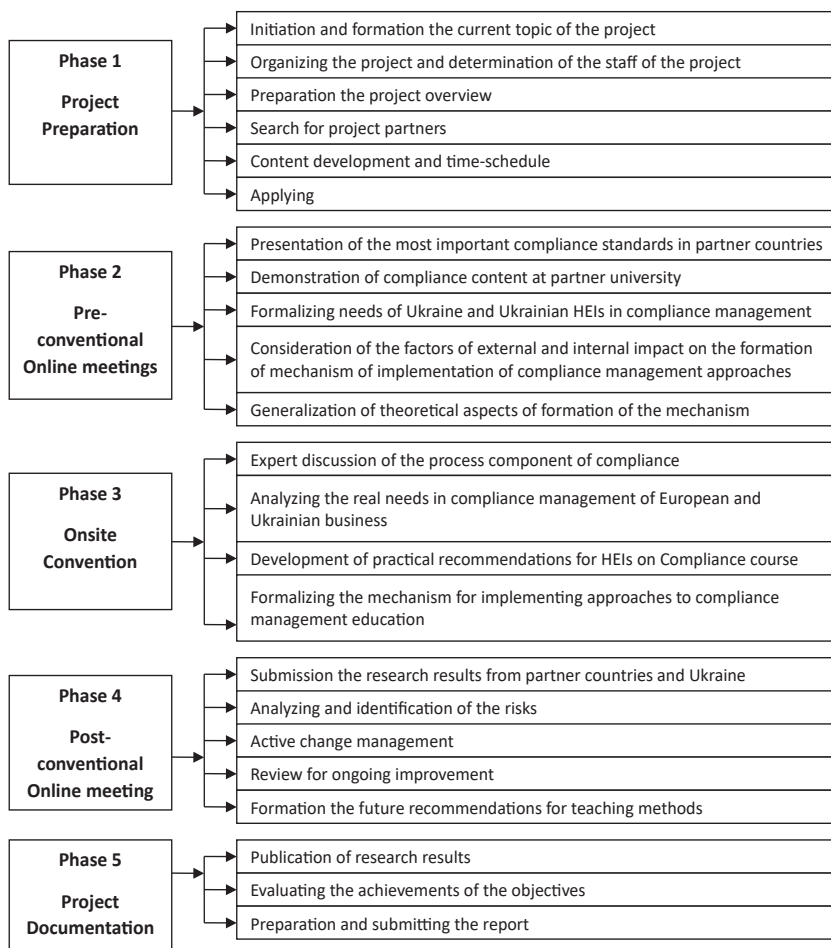 Phase 1
Project
Preparation
Initiation and formation the current topic of the project
Organizing the project and determination of the staff of the project
Preparation the project overview
Search for project partners
Content development and time-schedule
Applying
Phase 2
Pre-
conventional
Online meetings
Presentation of the most important compliance standards in partner countries
Demonstration of compliance content at partner university
Formalizing needs of Ukraine and Ukrainian HEIs in compliance management
Consideration of the factors of external and internal impact on the formation
of mechanism of implementation of compliance management approaches
Generalization of theoretical aspects of formation of the mechanism
Phase 3
Onsite
Convention
Expert discussion of the process component of compliance
Analyzing the real needs in compliance management of European and
Ukrainian business
Development of practical recommendations for HEIs on Compliance course
Formalizing the mechanism for implementing approaches to compliance
management education
Phase 4
Post-
conventional
Online meeting
Submission the research results from partner countries and Ukraine
Analyzing and identification of the risks
Active change management
Review for ongoing improvement
Formation the future recommendations for teaching methods
Phase 5
Project
Documentation
Publication of research results
Evaluating the achievements of the objectives
Preparation and submitting the report